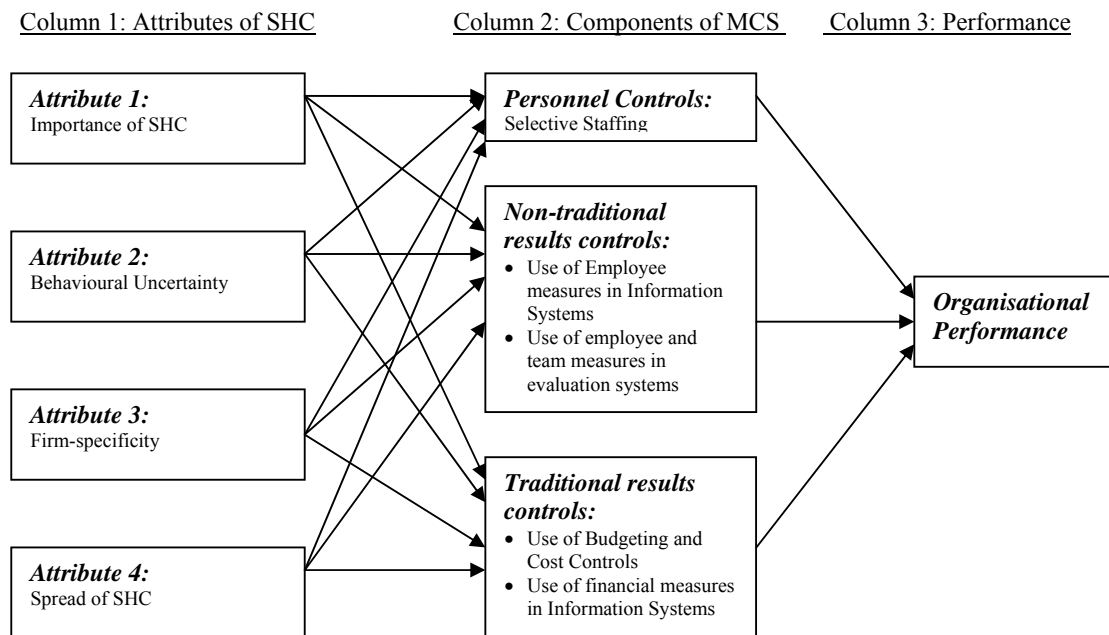 Column 1: Attributes of SHC
Column 2: Components of MCS
Column 3: Performance
Attribute 1:
Importance of SHC
Attribute 2:
Behavioural Uncertainty
Attribute 3:
Firm-specificity
Attribute 4:
Spread of SHC
Personnel Controls:
Selective Staffing
Non-traditional
results controls:
• Use of Employee
measures in Information
Systems
• Use of employee and
team measures in
evaluation systems
Traditional results
controls:
• Use of Budgeting and
Cost Controls
• Use of financial measures
in Information Systems
Organisational
Performance